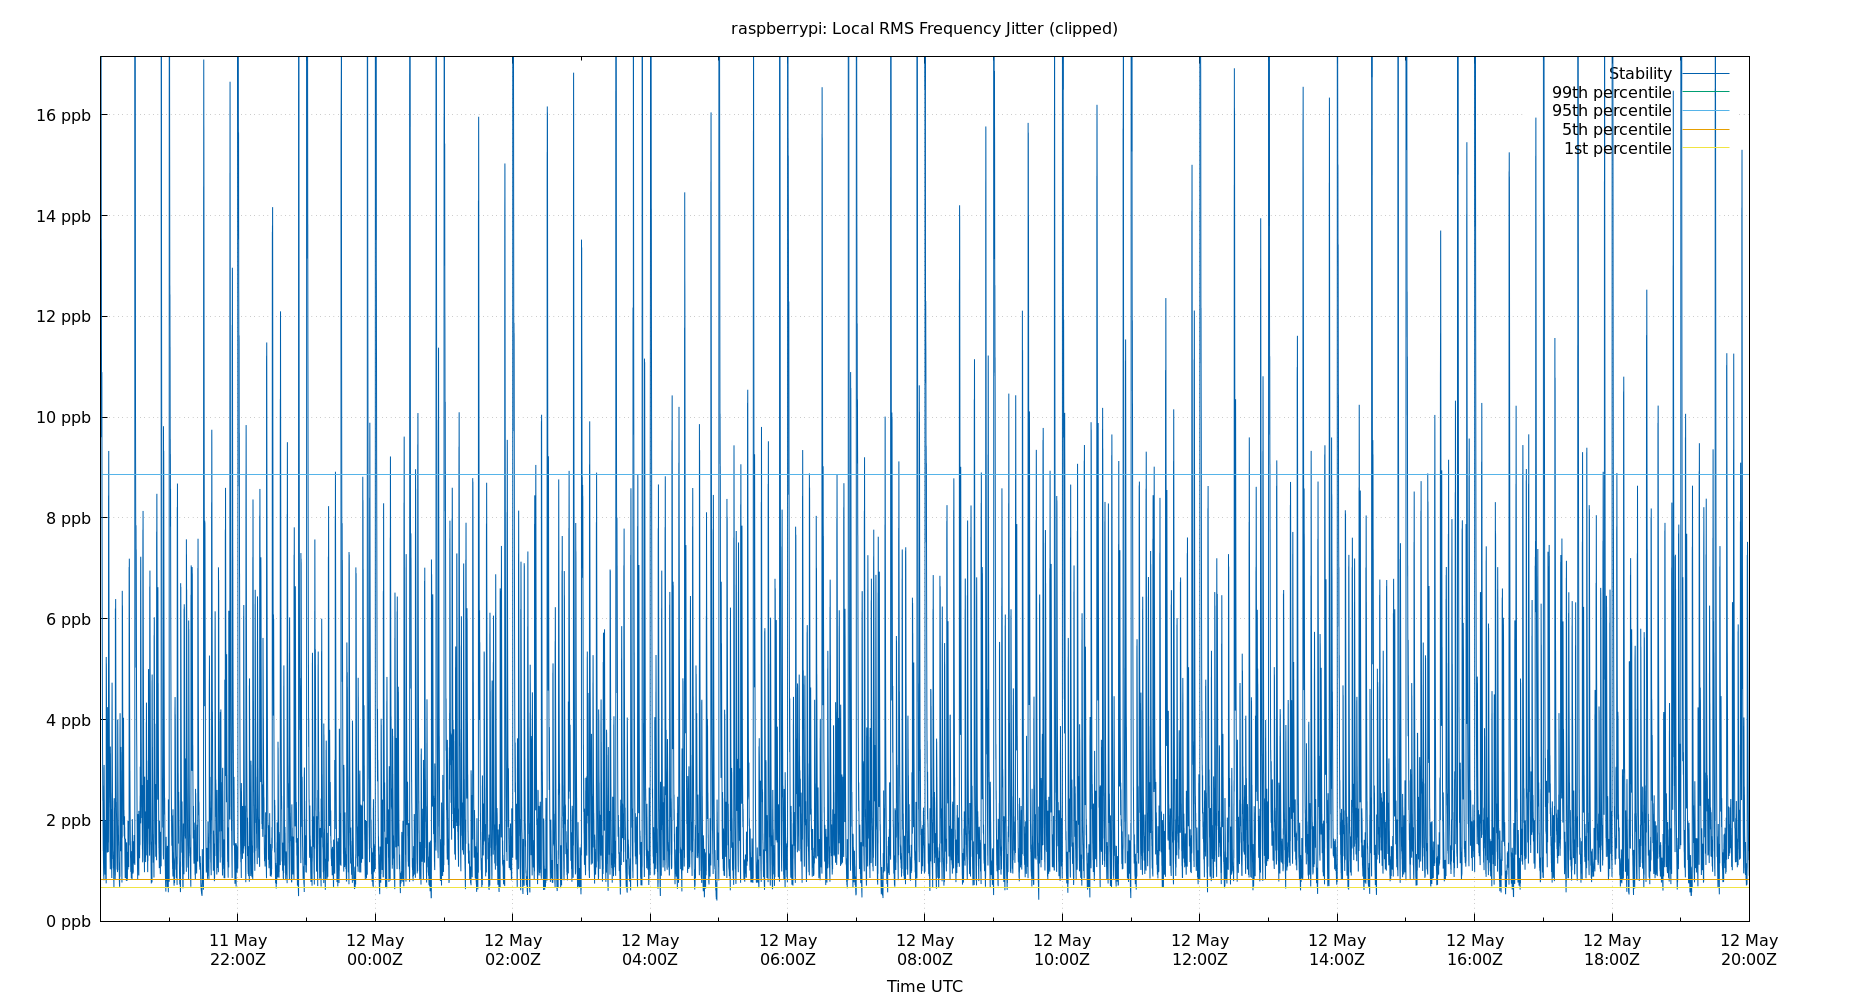 raspberrypi: Local RMS Frequency Jitter (clipped)
Stability
99th percentile
95th percentile
5th percentile
1st percentile
16 ppb
14 ppb
12 ppb
10 ppb
8 ppb
6 ppb
4 ppb
2 ppb
0 ppb
11 May 12 May 12 May 12 May 12 May 12 May 12 May 12 May 12 May 12 May 12 May 12 May
22:00Z 00:00Z 02:00Z 04:00Z 06:00Z 08:00Z 10:00Z 12:00Z 14:00Z 16:00Z 18:00Z 20:00Z
Time UTC